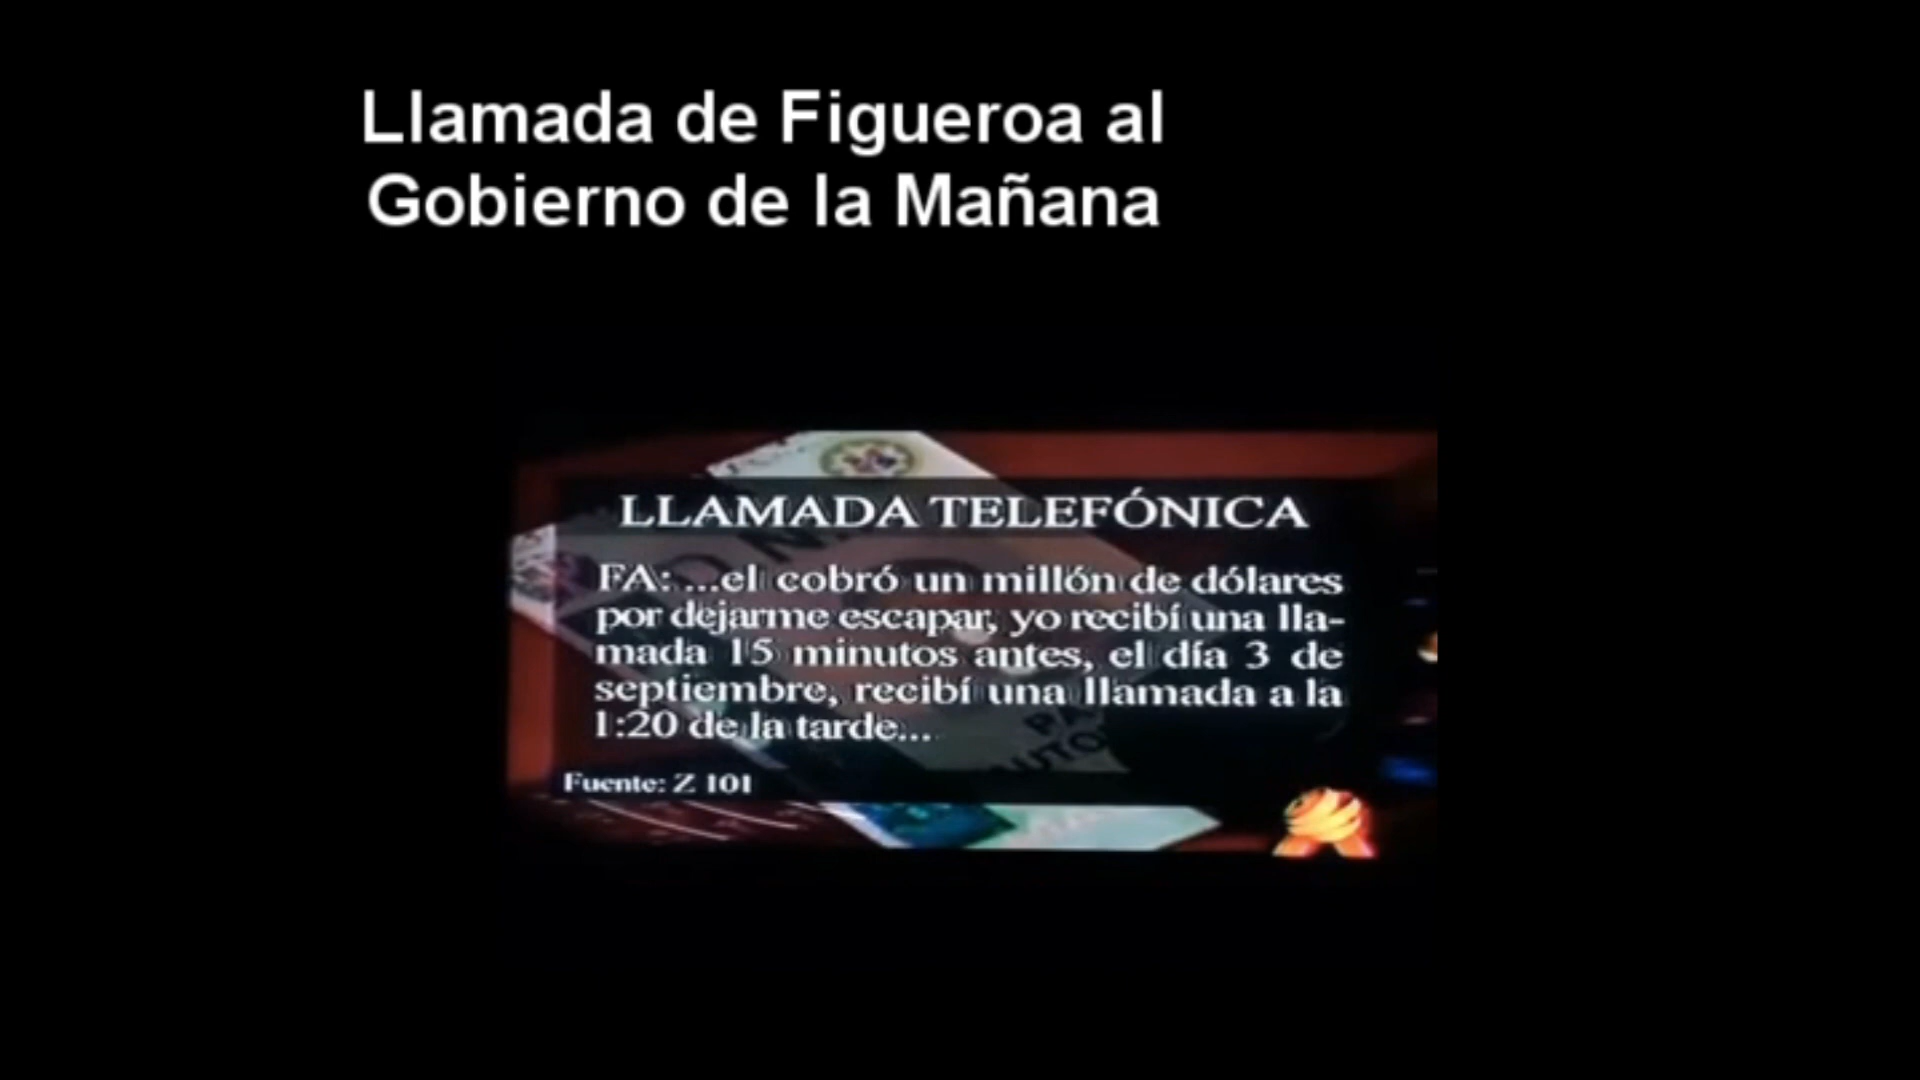 Llamada de Figueroa al
Gobierno de la Mañana
LLAMADA TELEFÓNICA
FA: ...el cobró un millón de dólares
por dejarme escapar, yo recibí una lla-
mada 15 minutos antes, el día 3 de
septiembre, recibí una llamada a la
1:20 de la tarde...
Fuente: Z 101